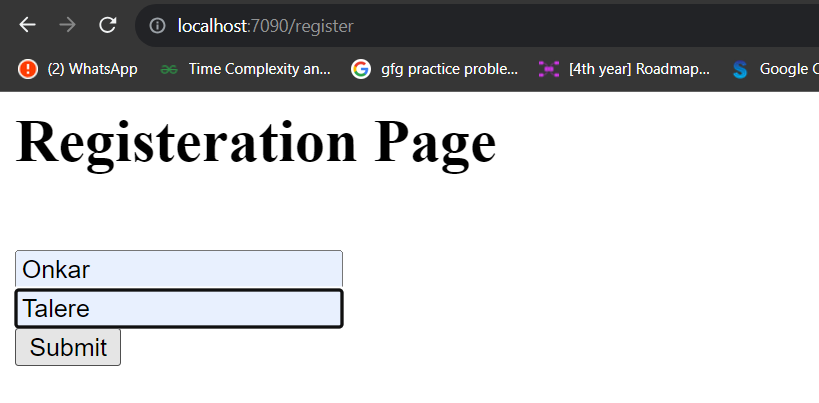 localhost:7090/register
(2) WhatsApp Time Complexity an... gfg practice proble... [4th year] Roadmap... Google C
Registeration Page
Onkar
Talere
Submit